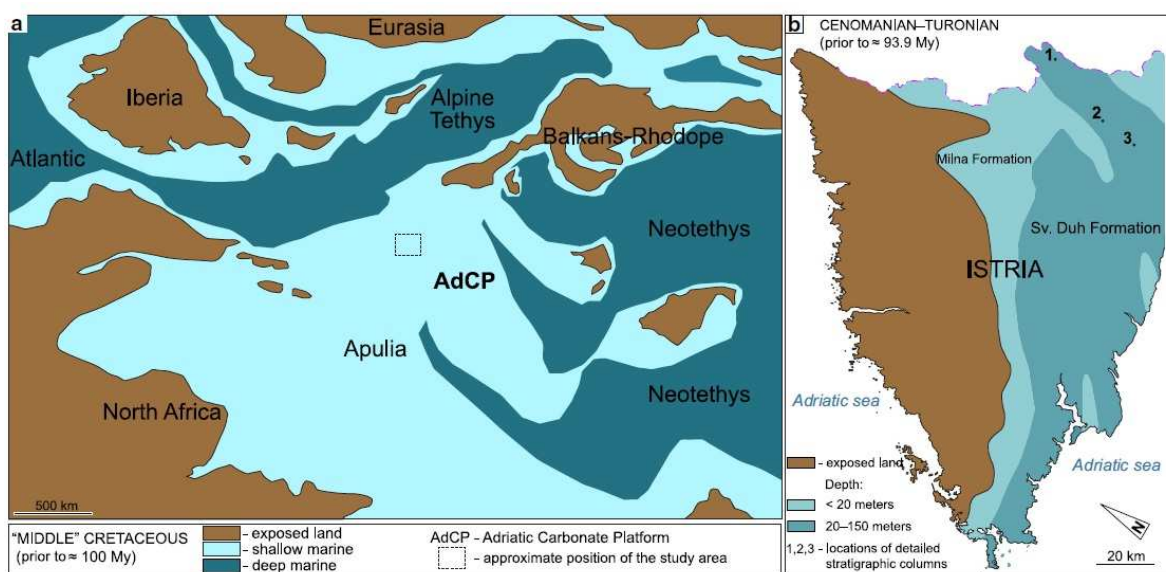 a
Eurasia
Iberia
Alpine
Tethys
Balkans-Rhodope
Atlantic
Neotethys
AdCP
Apulia
Neotethys
North Africa
500 km
"MIDDLE" CRETACEOUS
(prior to ≈ 100 My)
- exposed land
- shallow marine
- deep marine
AdCP - Adriatic Carbonate Platform
- approximate position of the study area
b
CENOMANIAN–TURONIAN
(prior to ≈ 93.9 My)
1.
2.
3.
Milna Formation
Sv. Duh Formation
ISTRIA
Adriatic sea
Adriatic sea
- exposed land
Depth:
< 20 meters
20–150 meters
1,2,3 - locations of detailed
stratigraphic columns
N
20 km